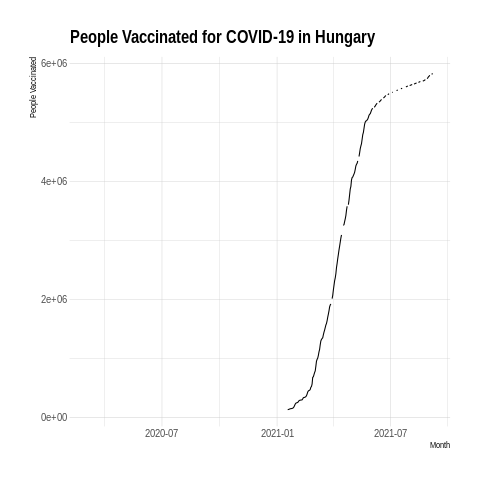 People Vaccinated for COVID-19 in Hungary
People Vaccinated
6e+06
4e+06
2e+06
0e+00
2020-07
2021-01
2021-07
Month